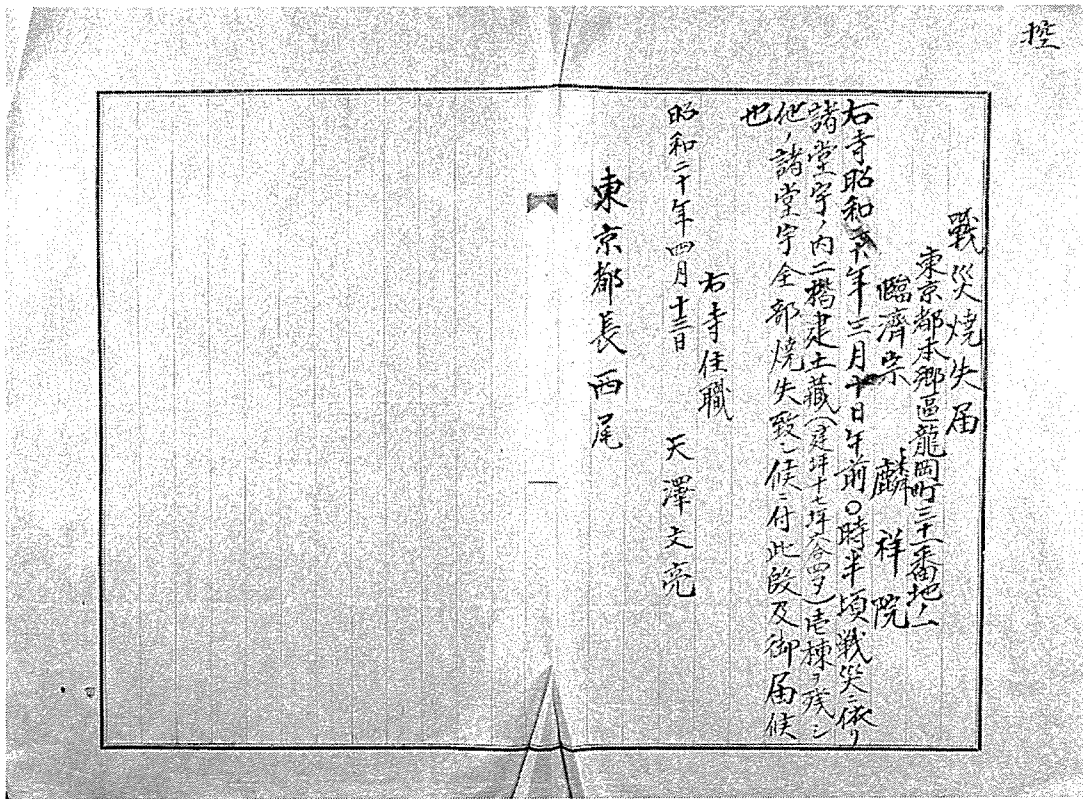 控
戰災燒失届
東京都本郷區龍岡町三十一番地ノ一
臨濟宗 麟祥院
右寺昭和二十年三月十日午前〇時半頃戰災ニ依リ
諸堂宇ノ内二階建土藏(建坪十七坪六合四夕)壱棟ヲ残シ
他ノ諸堂宇全部燒失致シ候ニ付此段及御届候
也
右寺住職
昭和二十年四月十三日 天澤文亮
東京都長西尾